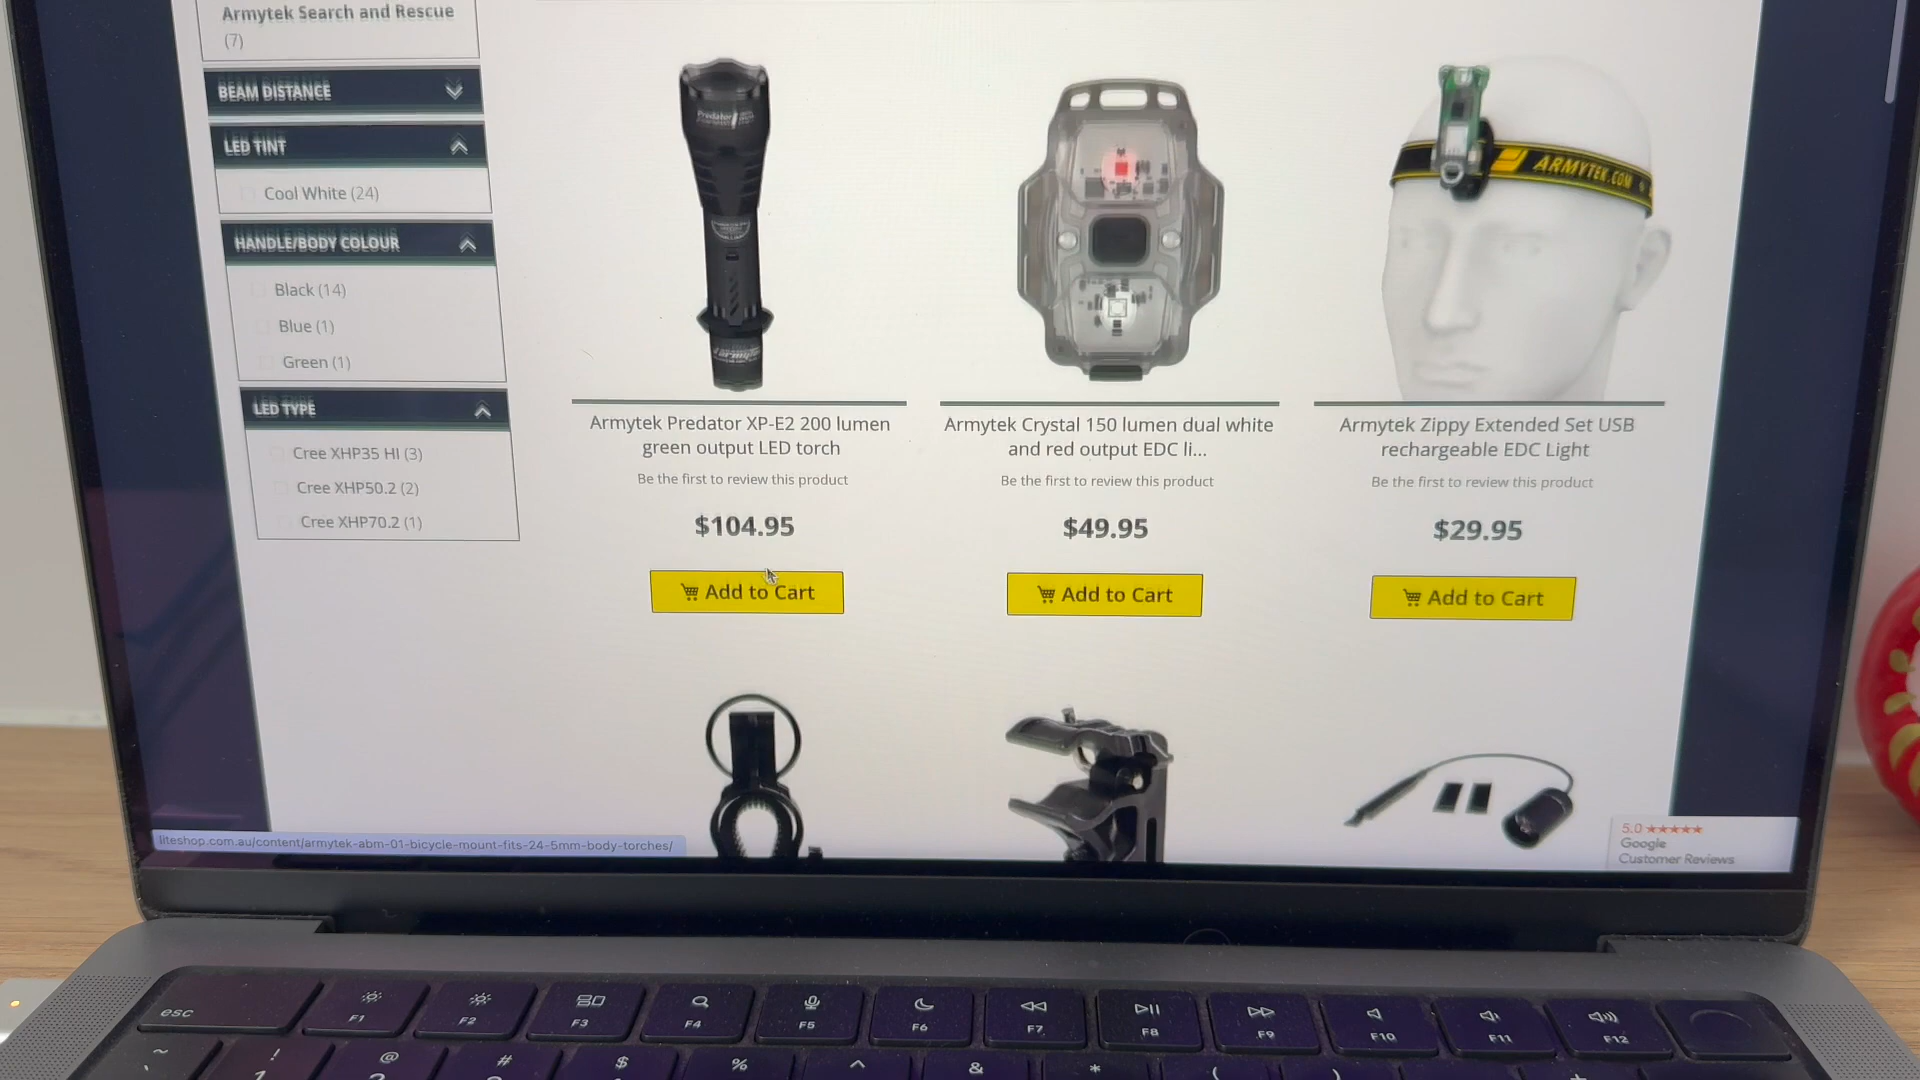 Armytek Search and Rescue
(7)
BEAM DISTANCE
LED TINT
Cool White (24)
HANDLE/BODY COLOUR
Black (14)
Blue (1)
Green (1)
LED TYPE
Cree XHP35 HI (3)
Cree XHP50.2 (2)
Cree XHP70.2 (1)
Predator
ARMYTEK.COM
Armytek Predator XP-E2 200 lumen
green output LED torch
Be the first to review this product
$104.95
Add to Cart
Armytek Crystal 150 lumen dual white
and red output EDC li...
Be the first to review this product
$49.95
Add to Cart
Armytek Zippy Extended Set USB
rechargeable EDC Light
Be the first to review this product
$29.95
Add to Cart
liteshop.com.au/content/armytek-abm-01-bicycle-mount-fits-24-5mm-body-torches/
5.0 ★★★★★
Google
Customer Reviews
esc
F1
F2
F3
F4
F5
F6
F7
F8
F9
F10
F11
F12
~ ! @ # $ % ^ & * ( )